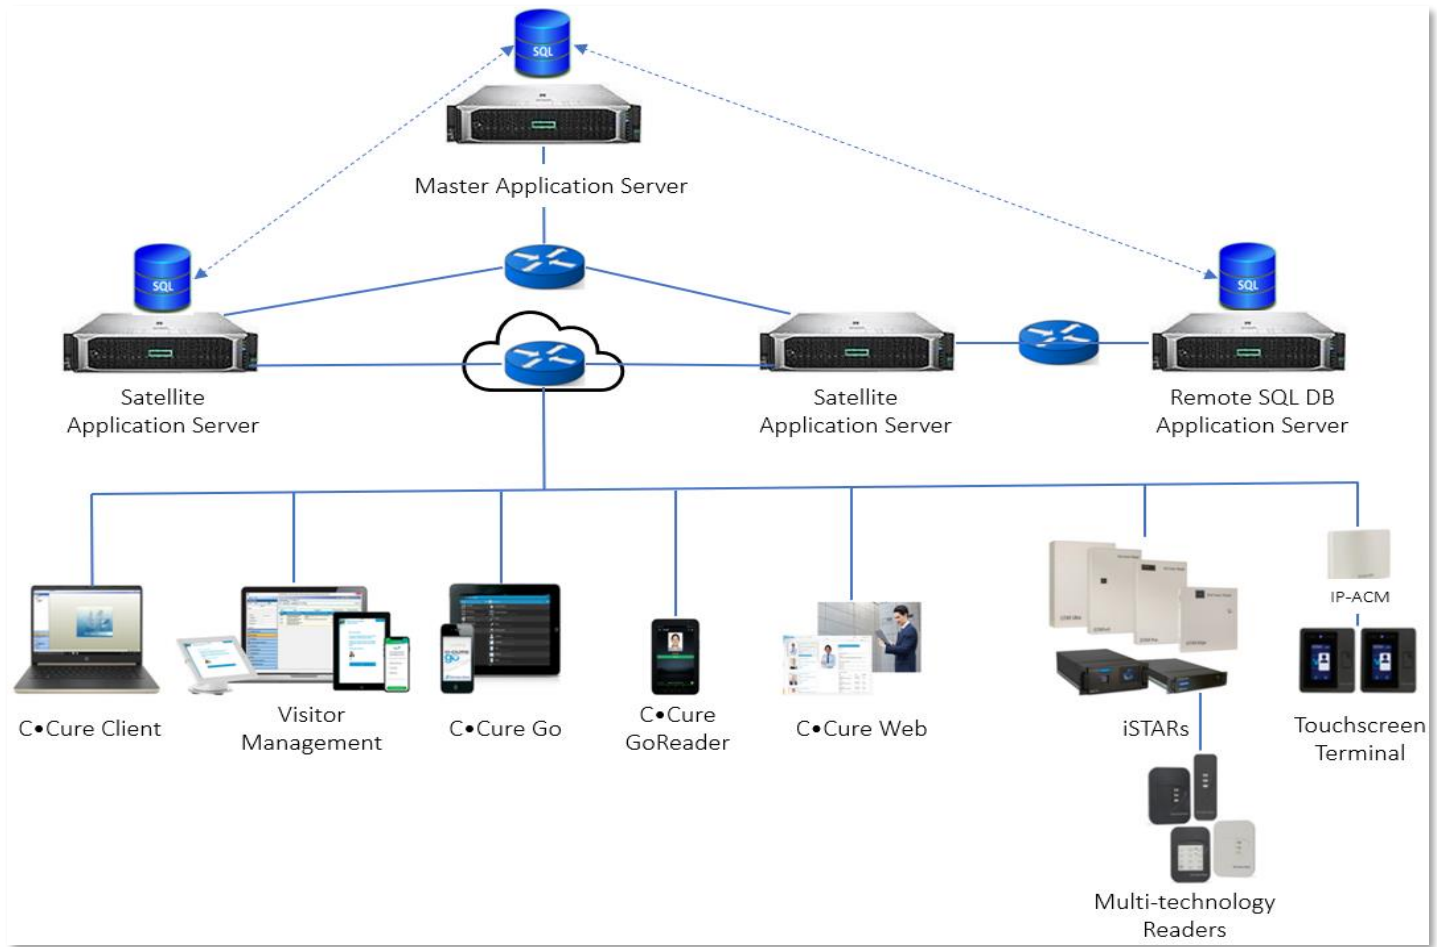 SQL
Master Application Server
SQL
SQL
Satellite
Application Server
Satellite
Application Server
Remote SQL DB
Application Server
IP-ACM
C•Cure Client
Visitor
Management
C•Cure Go
C•Cure
GoReader
C•Cure Web
iSTARs
Touchscreen
Terminal
Multi-technology
Readers